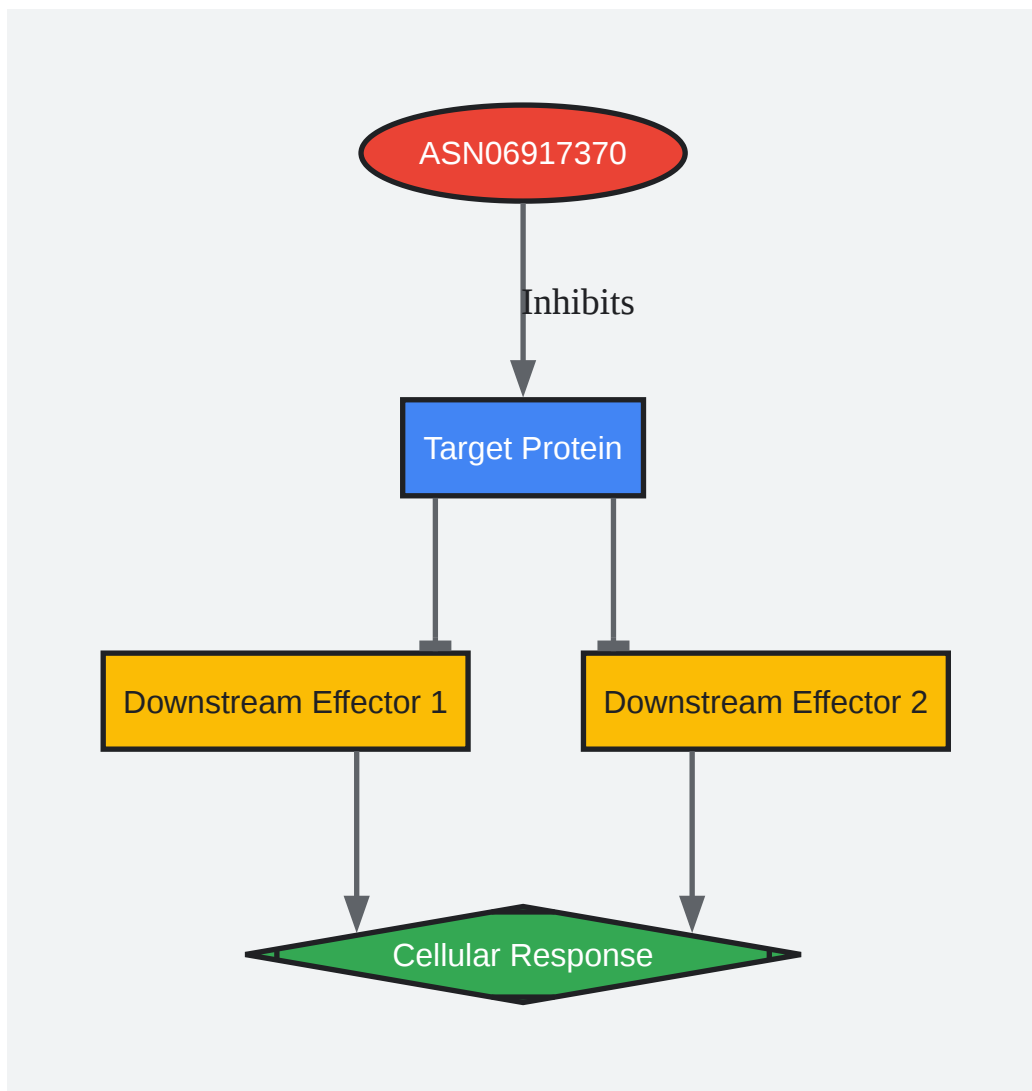 ASN06917370
Inhibits
Target Protein
Downstream Effector 1
Downstream Effector 2
Cellular Response